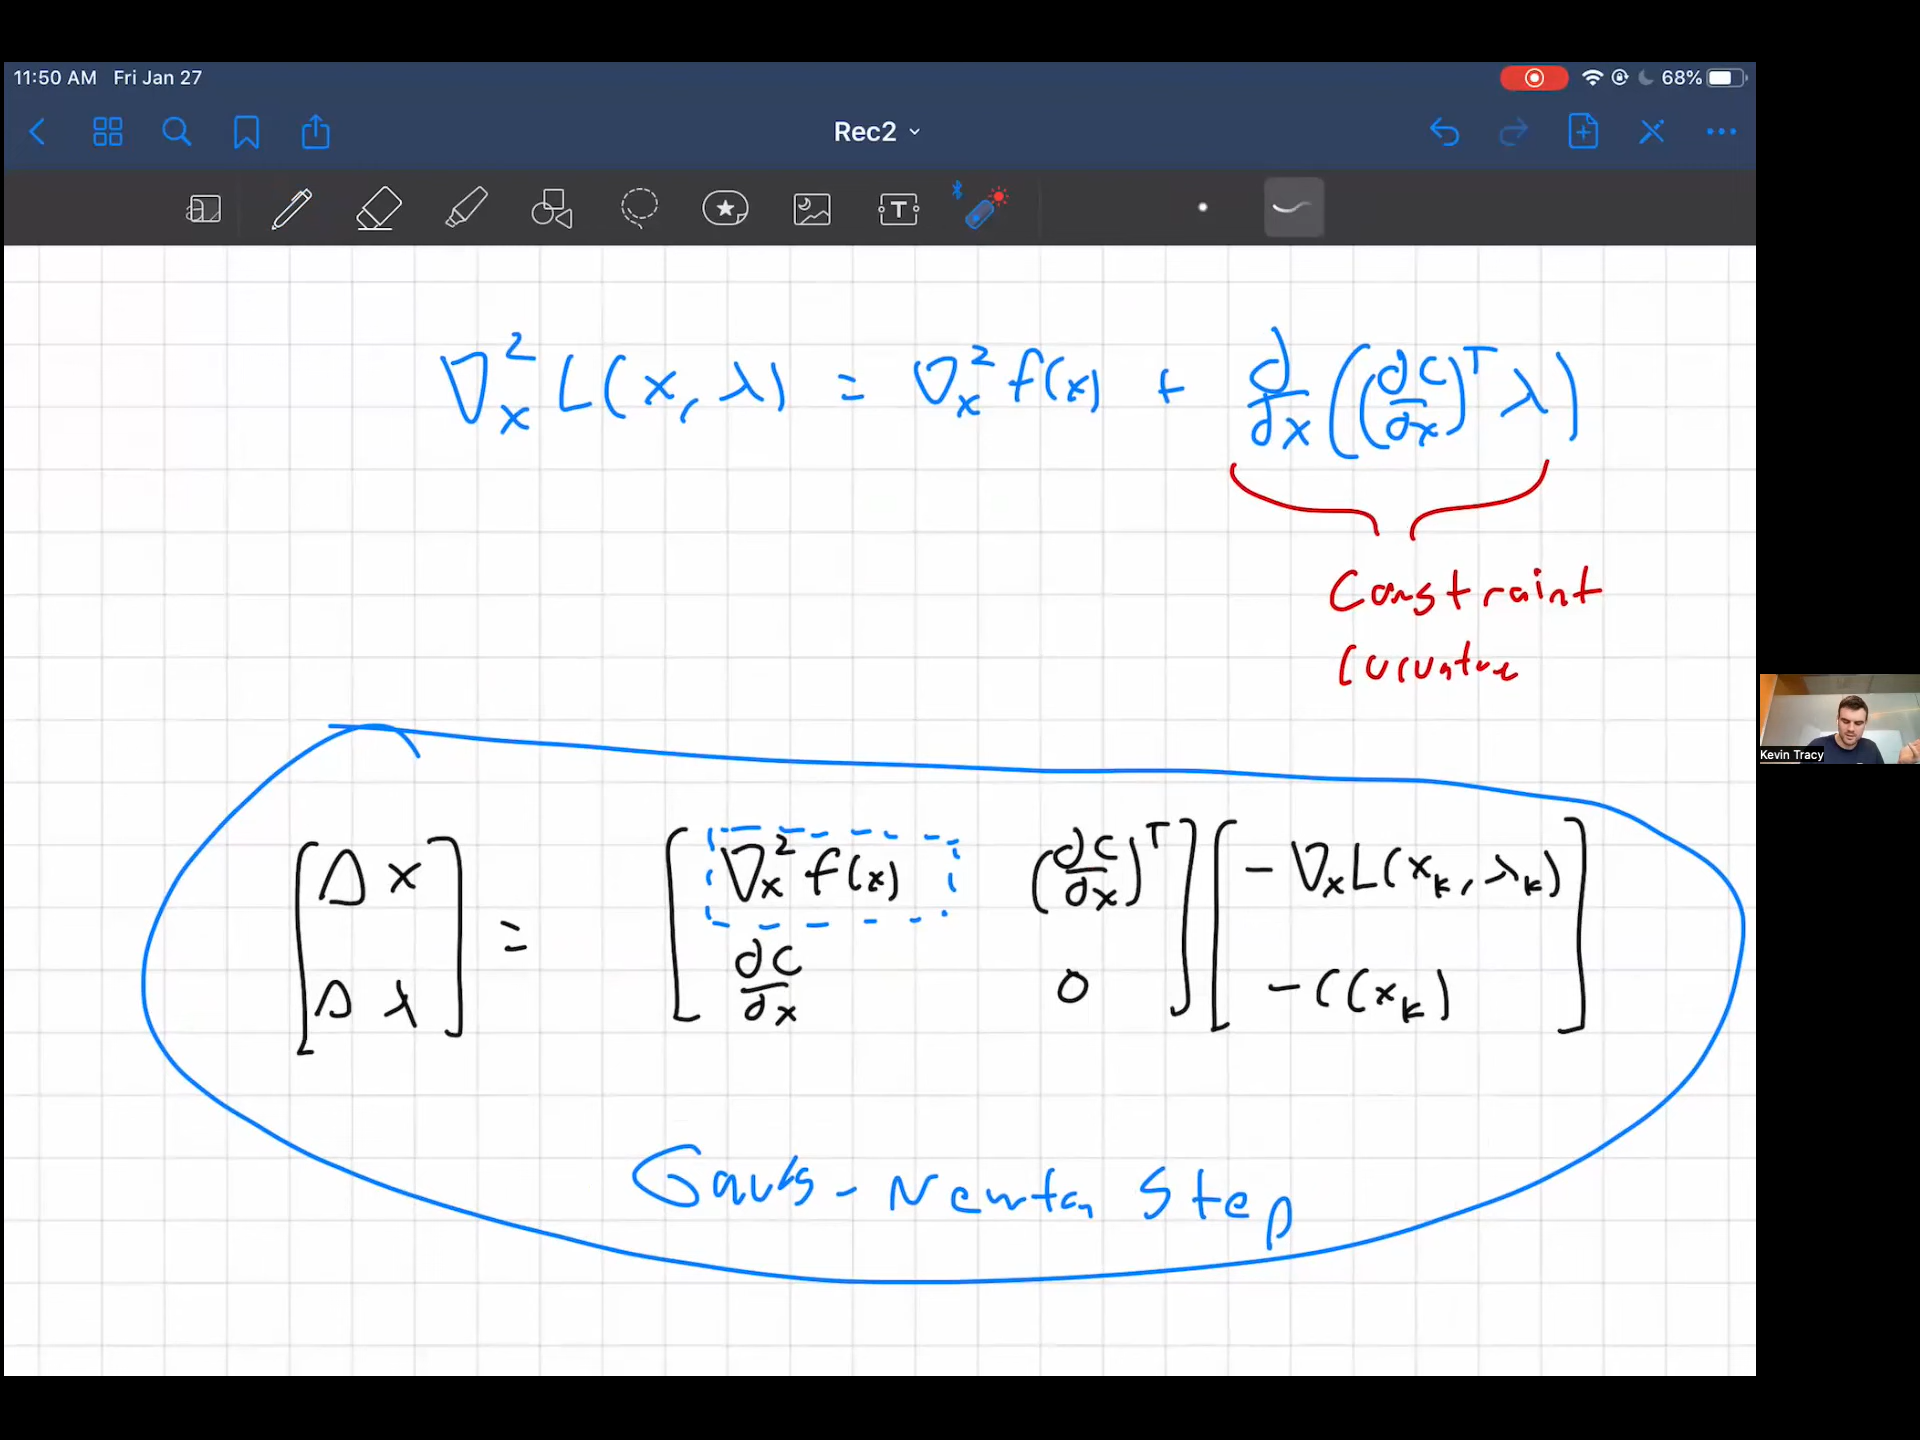 11:50 AM Fri Jan 27 68%
Rec2
∇²ₓ L(x, λ) = ∇²ₓ f(x) + ∂/∂x ((∂c/∂x)ᵀ λ)
Constraint
Curvature
Kevin Tracy
[Δx; Δλ] = [∇²ₓ f(x) (∂c/∂x)ᵀ; ∂c/∂x 0] [-∇ₓL(xₖ, λₖ); -C(xₖ)]
Gauss-Newton Step